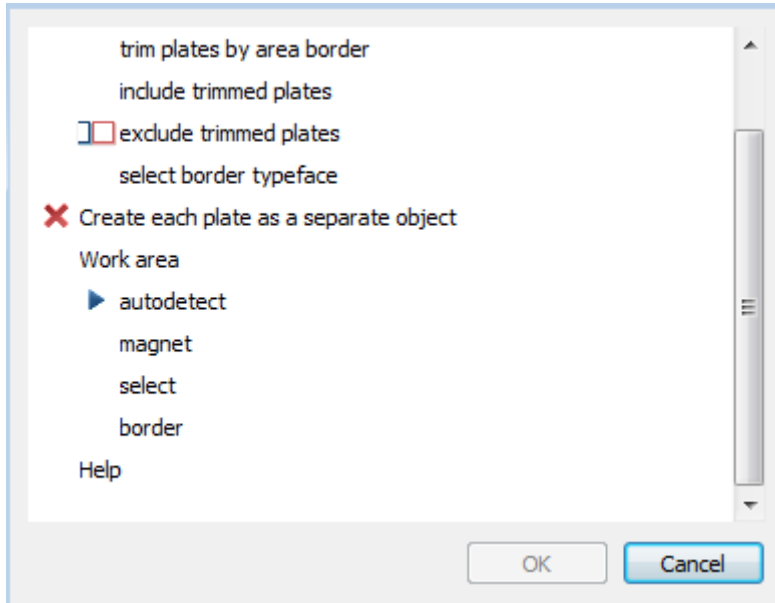 trim plates by area border
include trimmed plates
exclude trimmed plates
select border typeface
Create each plate as a separate object
Work area
autodetect
magnet
select
border
Help
OK
Cancel